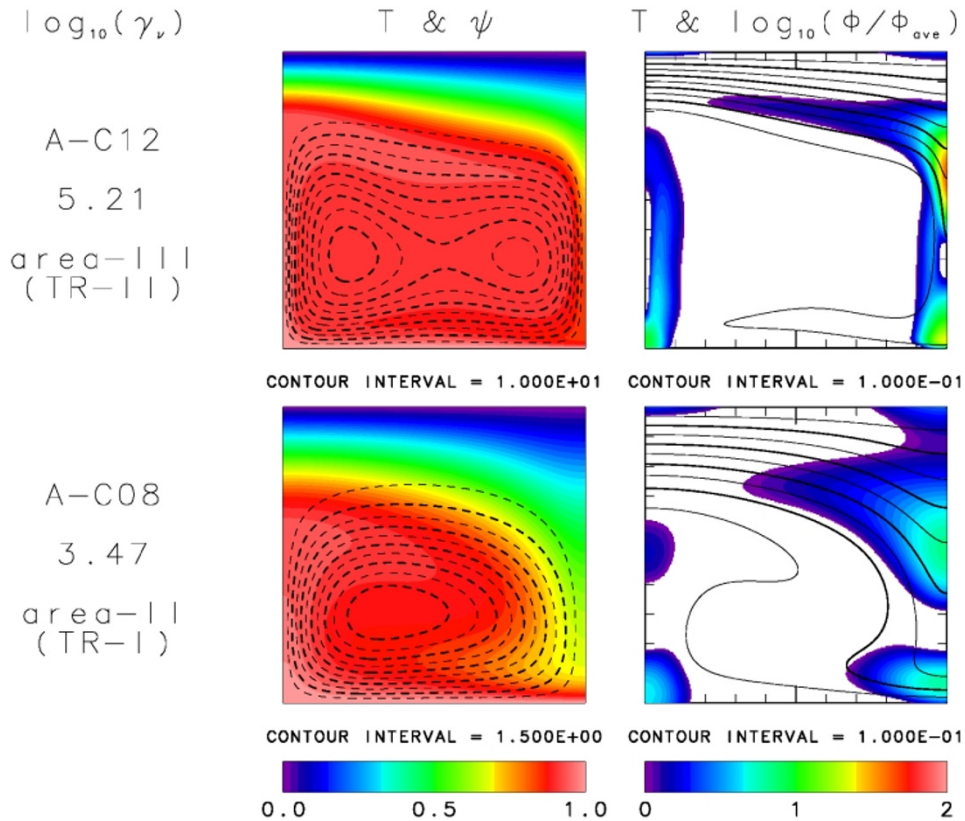 log₁₀(γᵥ) T & ψ T & log₁₀(Φ/Φₐᵥₑ)
A-C12
5.21
area-III
(TR-II)
CONTOUR INTERVAL = 1.000E+01 CONTOUR INTERVAL = 1.000E-01
A-C08
3.47
area-II
(TR-I)
CONTOUR INTERVAL = 1.500E+00 CONTOUR INTERVAL = 1.000E-01
0.0 0.5 1.0 0 1 2